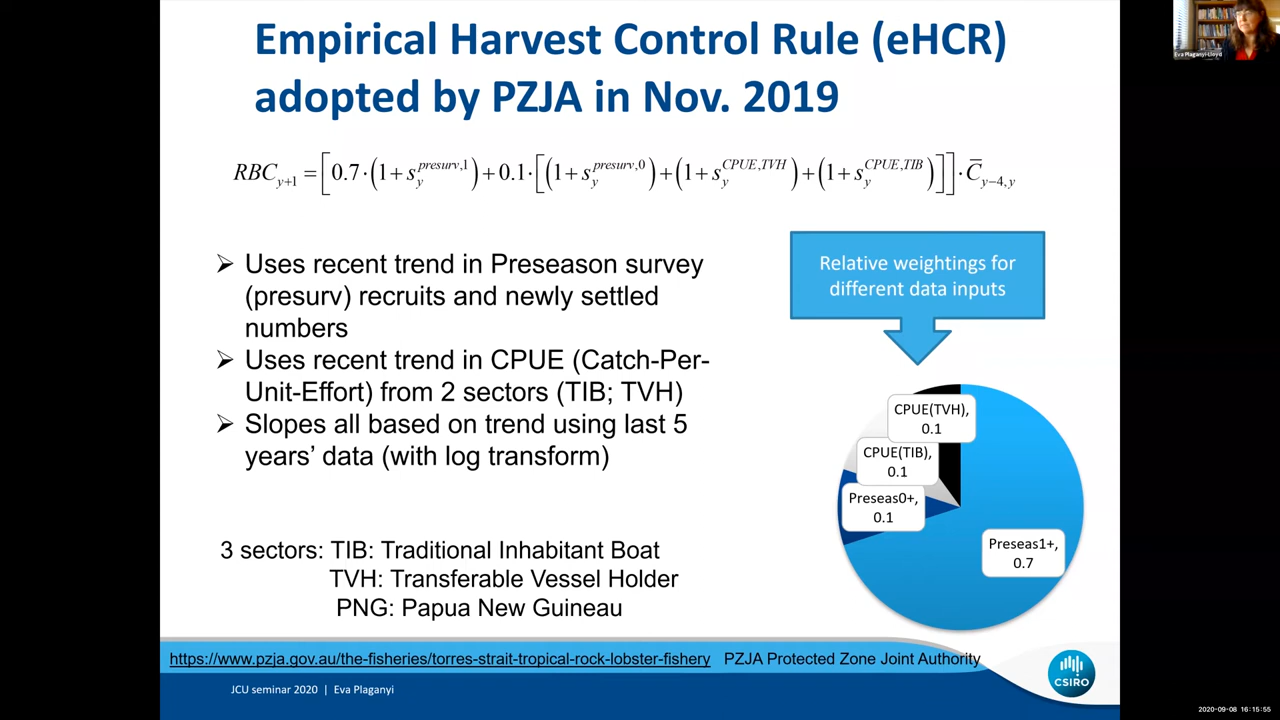 Empirical Harvest Control Rule (eHCR)
adopted by PZJA in Nov. 2019
Eva Plaganyi-Lloyd
RBC_{y+1} = [0.7·(1+s_y^{presurv,1}) + 0.1·[(1+s_y^{presurv,0}) + (1+s_y^{CPUE,TVH}) + (1+s_y^{CPUE,TIB})]]·C̅_{y−4,y}
➢ Uses recent trend in Preseason survey
(presurv) recruits and newly settled
numbers
➢ Uses recent trend in CPUE (Catch-Per-
Unit-Effort) from 2 sectors (TIB; TVH)
➢ Slopes all based on trend using last 5
years’ data (with log transform)
3 sectors: TIB: Traditional Inhabitant Boat
TVH: Transferable Vessel Holder
PNG: Papua New Guineau
Relative weightings for
different data inputs
CPUE(TVH),
0.1
CPUE(TIB),
0.1
Preseas0+,
0.1
Preseas1+,
0.7
https://www.pzja.gov.au/the-fisheries/torres-strait-tropical-rock-lobster-fishery PZJA Protected Zone Joint Authority
JCU seminar 2020 | Eva Plaganyi
CSIRO
2020-09-08 16:15:55